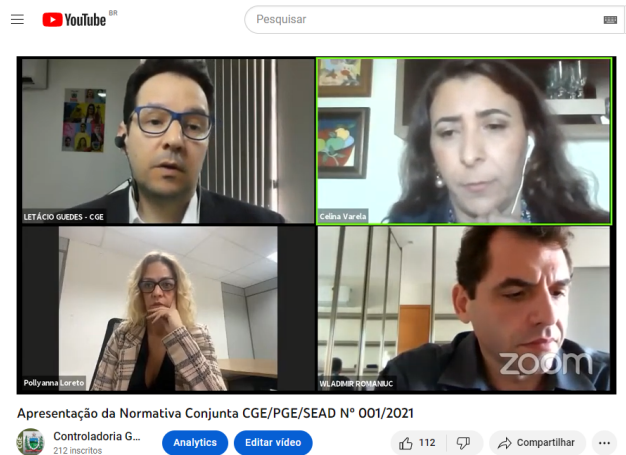 YouTube BR
Pesquisar
LETÁCIO GUEDES - CGE
Celina Varela
Pollyanna Loreto
WLADIMIR ROMANIUC
zoom
Apresentação da Normativa Conjunta CGE/PGE/SEAD Nº 001/2021
Controladoria G...
212 inscritos
Analytics
Editar vídeo
112
Compartilhar